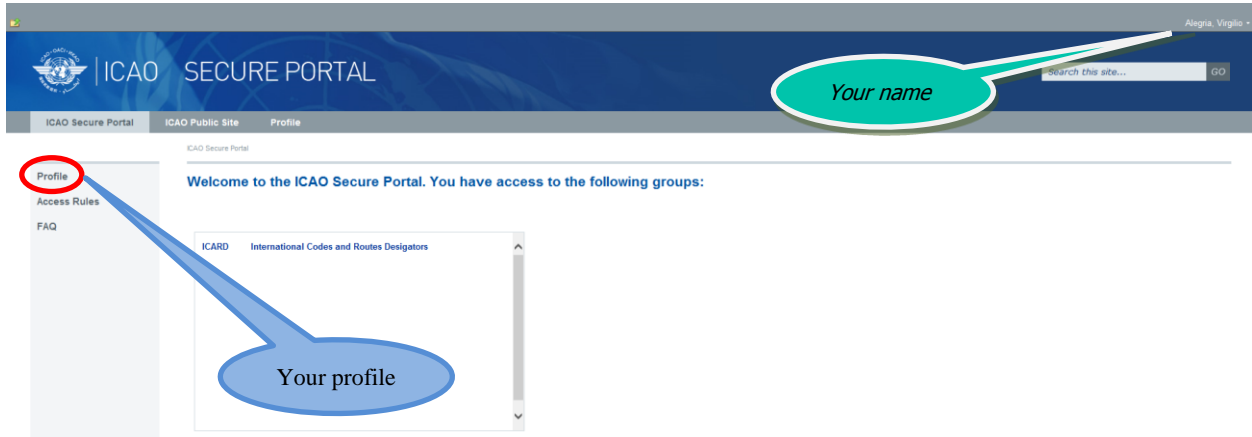 Alegria, Virgilio
ICAO SECURE PORTAL
Your name
Search this site... GO
ICAO Secure Portal ICAO Public Site Profile
ICAO Secure Portal
Profile
Welcome to the ICAO Secure Portal. You have access to the following groups:
Access Rules
FAQ
ICARD International Codes and Routes Desigators
Your profile